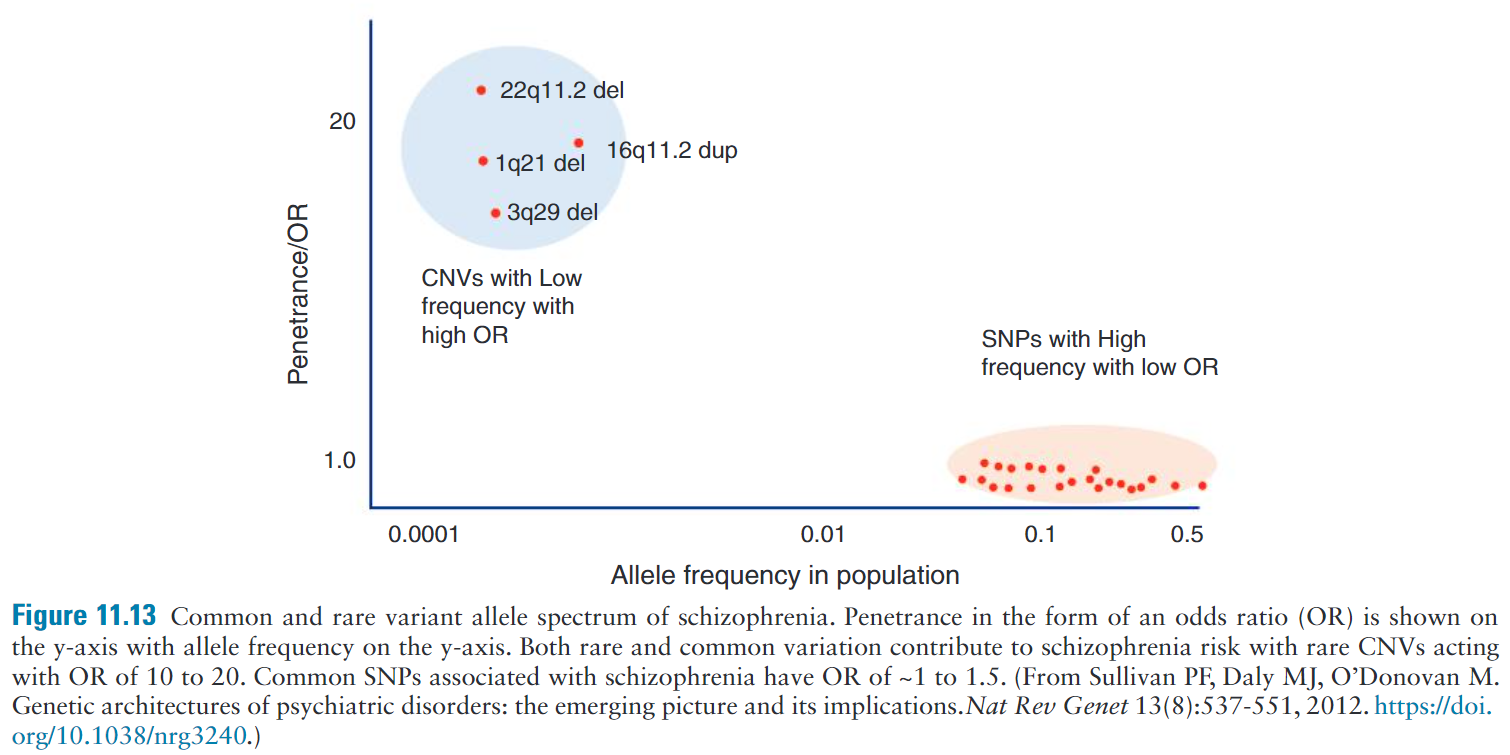 22q11.2 del
20
16q11.2 dup
1q21 del
3q29 del
Penetrance/OR
CNVs with Low
frequency with
high OR
SNPs with High
frequency with low OR
1.0
0.0001
0.01
0.1
0.5
Allele frequency in population
Figure 11.13 Common and rare variant allele spectrum of schizophrenia. Penetrance in the form of an odds ratio (OR) is shown on
the y-axis with allele frequency on the y-axis. Both rare and common variation contribute to schizophrenia risk with rare CNVs acting
with OR of 10 to 20. Common SNPs associated with schizophrenia have OR of ~1 to 1.5. (From Sullivan PF, Daly MJ, O’Donovan M.
Genetic architectures of psychiatric disorders: the emerging picture and its implications. Nat Rev Genet 13(8):537-551, 2012. https://doi.
org/10.1038/nrg3240.)